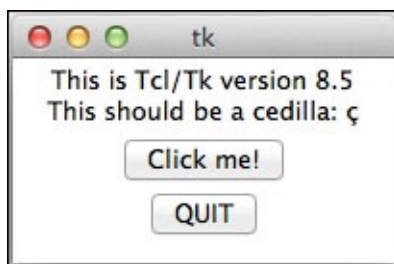 tk
This is Tcl/Tk version 8.5
This should be a cedilla: ç
Click me!
QUIT